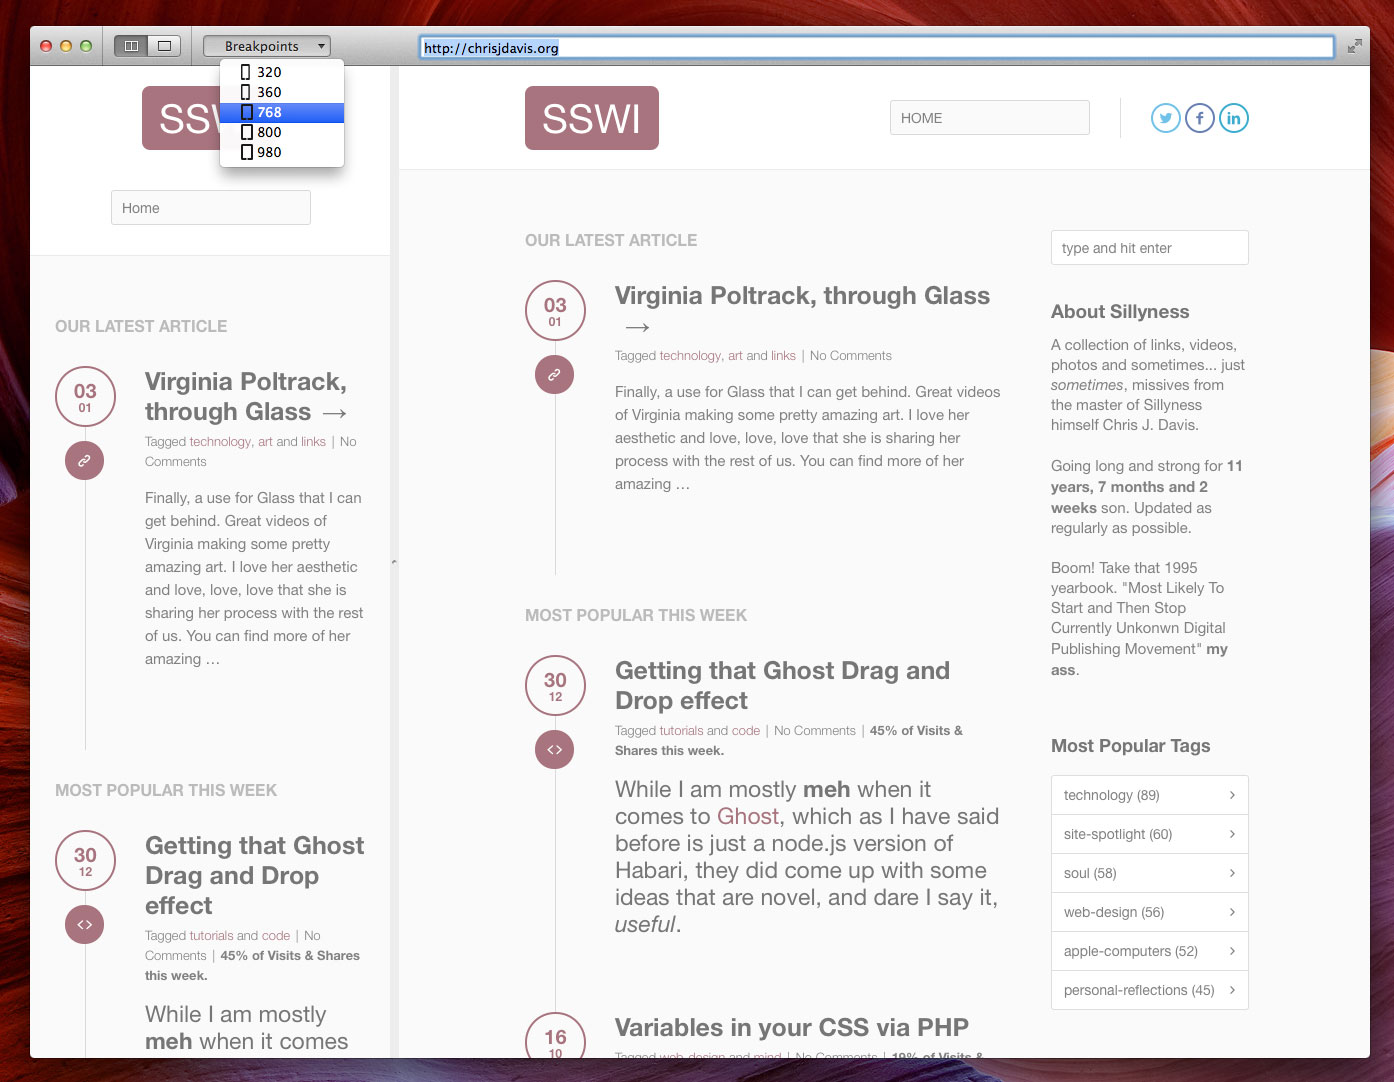 Breakpoints
http://chrisjdavis.org
320
360
768
800
980
SSWI
Home
OUR LATEST ARTICLE
03
01
Virginia Poltrack,
through Glass →
Tagged technology, art and links | No
Comments
Finally, a use for Glass that I can
get behind. Great videos of
Virginia making some pretty
amazing art. I love her aesthetic
and love, love, love that she is
sharing her process with the rest
of us. You can find more of her
amazing …
MOST POPULAR THIS WEEK
30
12
Getting that Ghost
Drag and Drop
effect
Tagged tutorials and code | No
Comments | 45% of Visits & Shares
this week.
While I am mostly
meh when it comes
SSWI
HOME
OUR LATEST ARTICLE
03
01
Virginia Poltrack, through Glass
→
Tagged technology, art and links | No Comments
Finally, a use for Glass that I can get behind. Great videos
of Virginia making some pretty amazing art. I love her
aesthetic and love, love, love that she is sharing her
process with the rest of us. You can find more of her
amazing …
MOST POPULAR THIS WEEK
30
12
Getting that Ghost Drag and
Drop effect
Tagged tutorials and code | No Comments | 45% of Visits &
Shares this week.
While I am mostly meh when it
comes to Ghost, which as I have said
before is just a node.js version of
Habari, they did come up with some
ideas that are novel, and dare I say it,
useful.
16
10
Variables in your CSS via PHP
Tagged web-design and mind | No Comments | 19% of Visits &
type and hit enter
About Sillyness
A collection of links, videos,
photos and sometimes... just
sometimes, missives from
the master of Sillyness
himself Chris J. Davis.
Going long and strong for 11
years, 7 months and 2
weeks son. Updated as
regularly as possible.
Boom! Take that 1995
yearbook. "Most Likely To
Start and Then Stop
Currently Unkonwn Digital
Publishing Movement" my
ass.
Most Popular Tags
technology (89)
site-spotlight (60)
soul (58)
web-design (56)
apple-computers (52)
personal-reflections (45)